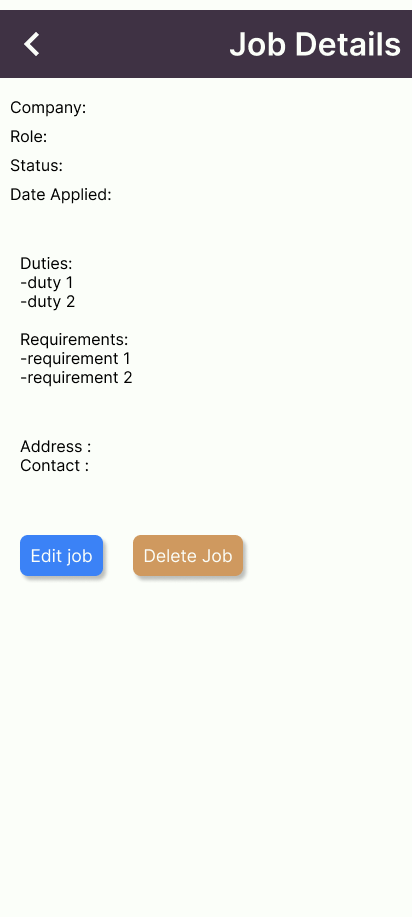 Job Details
Company:
Role:
Status:
Date Applied:
Duties:
-duty 1
-duty 2
Requirements:
-requirement 1
-requirement 2
Address :
Contact :
Edit job
Delete Job